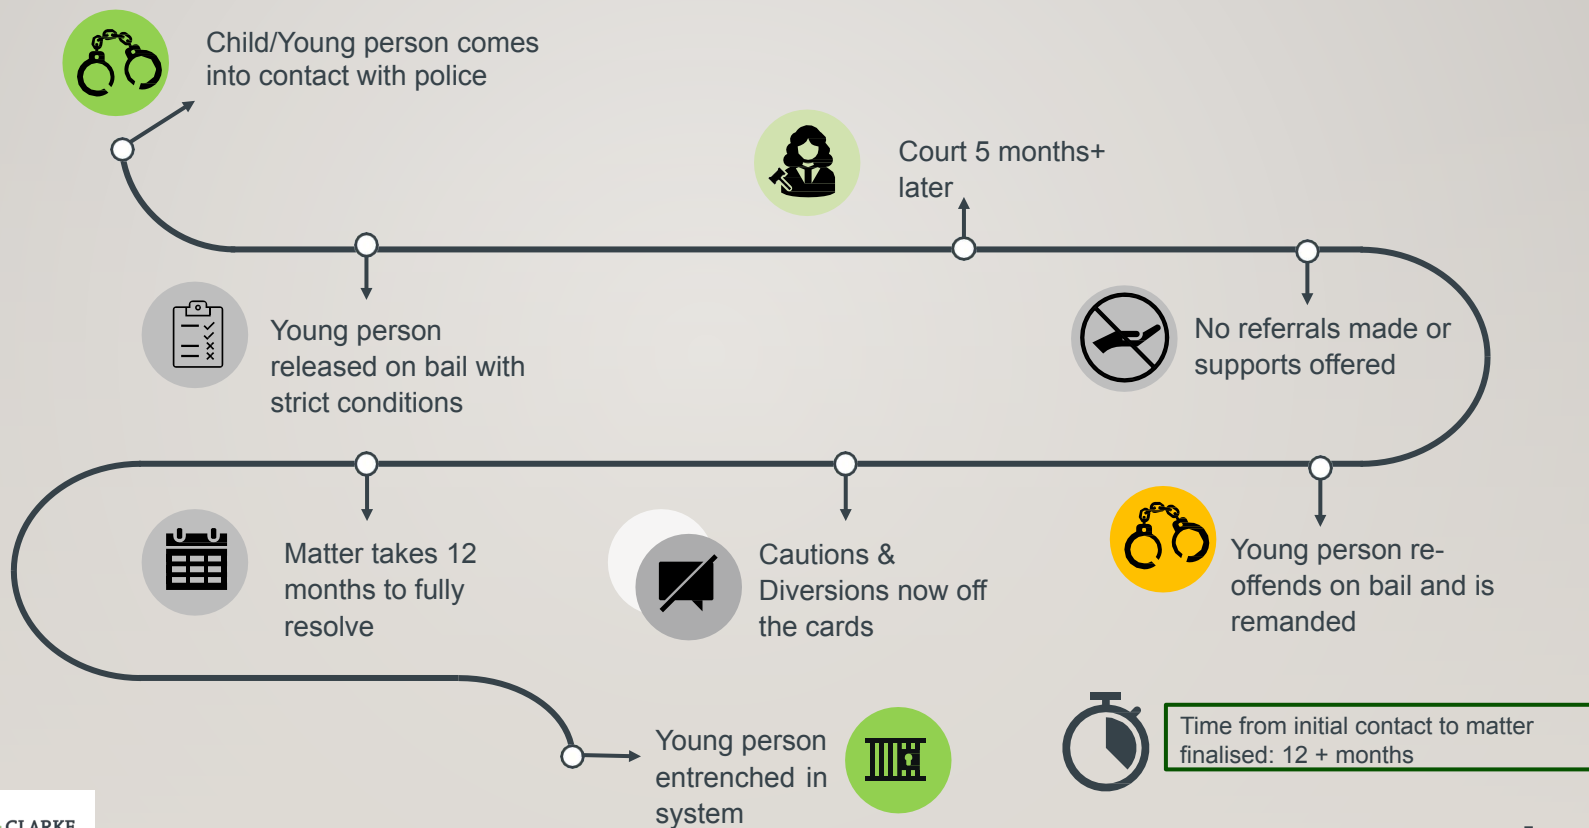 Child/Young person comes
into contact with police
Court 5 months+
later
Young person
released on bail with
strict conditions
No referrals made or
supports offered
Young person re-
offends on bail and is
remanded
Cautions &
Diversions now off
the cards
Matter takes 12
months to fully
resolve
Young person
entrenched in
system
Time from initial contact to matter
finalised: 12 + months
CLARKE